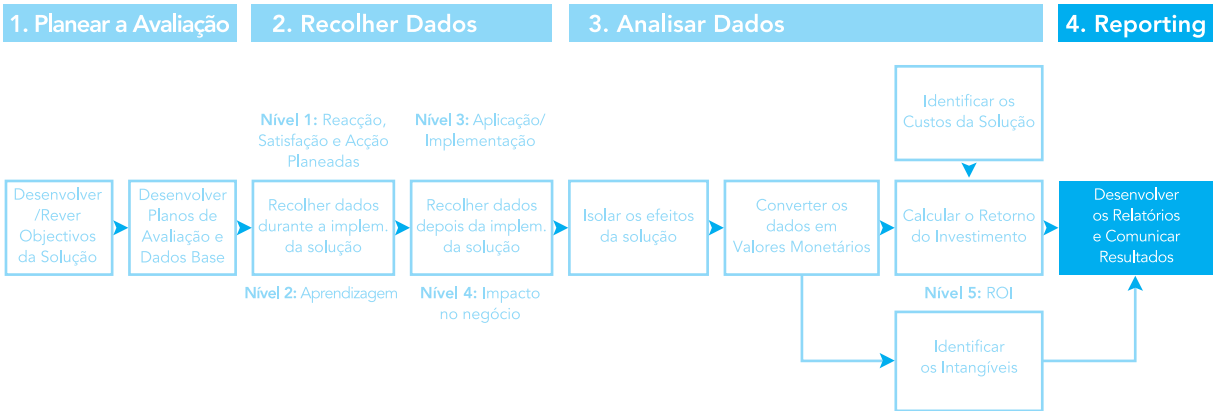 1. Planear a Avaliação
2. Recolher Dados
3. Analisar Dados
4. Reporting
Identificar os
Custos da Solução
Nível 1: Reacção,
Satisfação e Acção
Planeadas
Nível 3: Aplicação/
Implementação
Desenvolver
/Rever
Objectivos
da Solução
Desenvolver
Planos de
Avaliação e
Dados Base
Recolher dados
durante a implem.
da solução
Recolher dados
depois da implem.
da solução
Isolar os efeitos
da solução
Converter os
dados em
Valores Monetários
Calcular o Retorno
do Investimento
Desenvolver
os Relatórios
e Comunicar
Resultados
Nível 2: Aprendizagem
Nível 4: Impacto
no negócio
Nível 5: ROI
Identificar
os Intangíveis